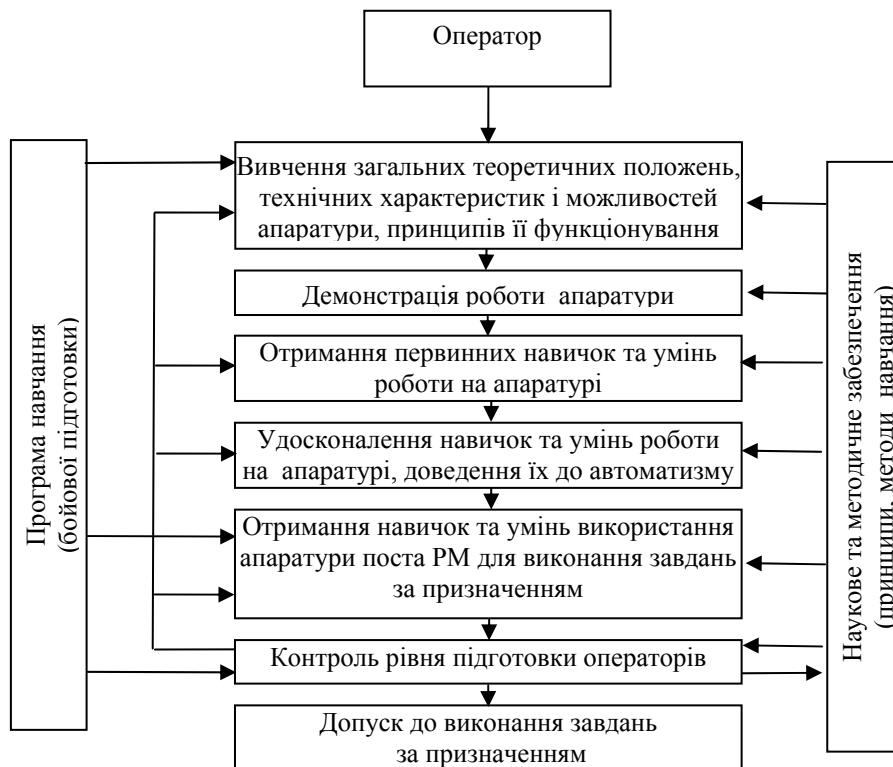 Оператор
Вивчення загальних теоретичних положень,
технічних характеристик і можливостей
апаратури, принципів її функціонування
Демонстрація роботи апаратури
Отримання первинних навичок та умінь
роботи на апаратурі
Удосконалення навичок та умінь роботи
на апаратурі, доведення їх до автоматизму
Отримання навичок та умінь використання
апаратури поста РМ для виконання завдань
за призначенням
Контроль рівня підготовки операторів
Допуск до виконання завдань
за призначенням
Програма навчання
(бойової підготовки)
Наукове та методичне забезпечення
(принципи, методи навчання)